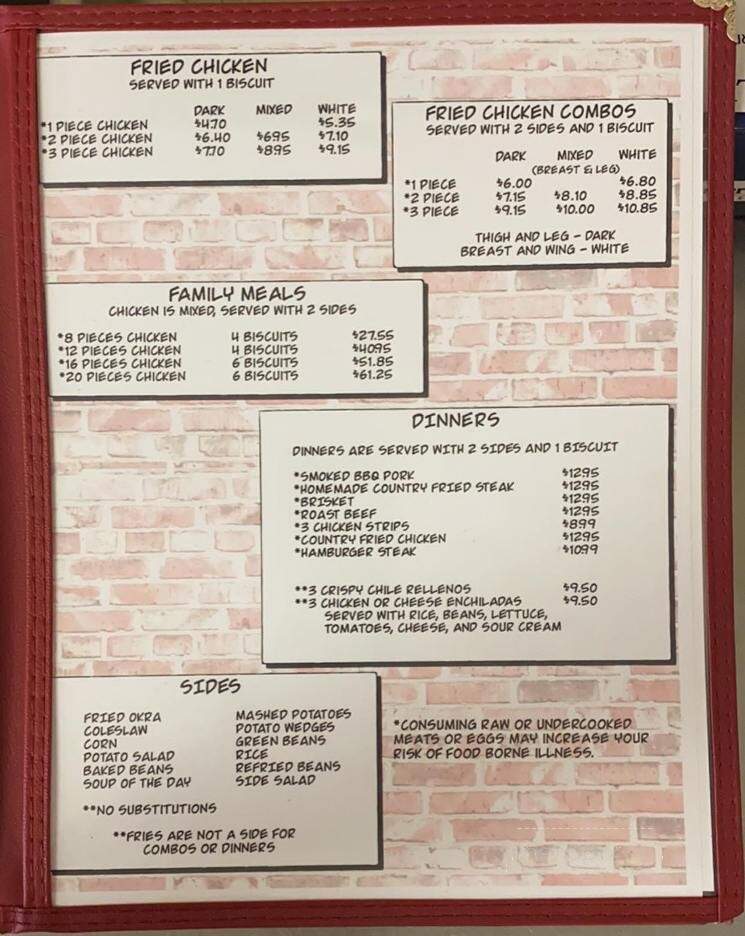 FRIED CHICKEN
SERVED WITH 1 BISCUIT
DARK MIXED WHITE
*1 PIECE CHICKEN $4.70 $5.35
*2 PIECE CHICKEN $6.40 $6.95 $7.10
*3 PIECE CHICKEN $7.70 $8.95 $9.15
FRIED CHICKEN COMBOS
SERVED WITH 2 SIDES AND 1 BISCUIT
DARK MIXED WHITE
(BREAST & LEG)
*1 PIECE $6.00 $6.80
*2 PIECE $7.15 $8.10 $8.85
*3 PIECE $9.15 $10.00 $10.85
THIGH AND LEG - DARK
BREAST AND WING - WHITE
FAMILY MEALS
CHICKEN IS MIXED, SERVED WITH 2 SIDES
*8 PIECES CHICKEN 4 BISCUITS $27.55
*12 PIECES CHICKEN 4 BISCUITS $40.95
*16 PIECES CHICKEN 6 BISCUITS $51.85
*20 PIECES CHICKEN 6 BISCUITS $61.25
DINNERS
DINNERS ARE SERVED WITH 2 SIDES AND 1 BISCUIT
*SMOKED BBQ PORK $12.95
*HOMEMADE COUNTRY FRIED STEAK $12.95
*BRISKET $12.95
*ROAST BEEF $12.95
*3 CHICKEN STRIPS $8.99
*COUNTRY FRIED CHICKEN $12.95
*HAMBURGER STEAK $10.99
**3 CRISPY CHILE RELLENOS $9.50
**3 CHICKEN OR CHEESE ENCHILADAS $9.50
SERVED WITH RICE, BEANS, LETTUCE,
TOMATOES, CHEESE, AND SOUR CREAM
SIDES
FRIED OKRA MASHED POTATOES
COLESLAW POTATO WEDGES
CORN GREEN BEANS
POTATO SALAD RICE
BAKED BEANS REFRIED BEANS
SOUP OF THE DAY SIDE SALAD
**NO SUBSTITUTIONS
**FRIES ARE NOT A SIDE FOR
COMBOS OR DINNERS
*CONSUMING RAW OR UNDERCOOKED
MEATS OR EGGS MAY INCREASE YOUR
RISK OF FOOD BORNE ILLNESS.